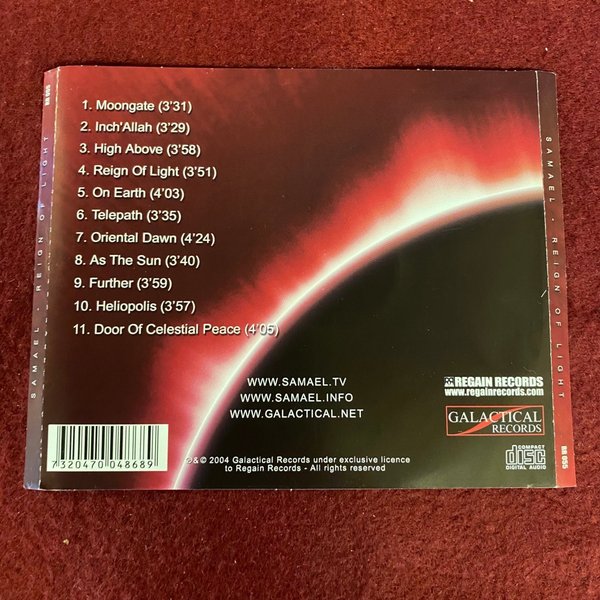 1. Moongate (3'31)
2. Inch'Allah (3'29)
3. High Above (3'58)
4. Reign Of Light (3'51)
5. On Earth (4'03)
6. Telepath (3'35)
7. Oriental Dawn (4'24)
8. As The Sun (3'40)
9. Further (3'59)
10. Heliopolis (3'57)
11. Door Of Celestial Peace (4'05)
WWW.SAMAEL.TV
WWW.SAMAEL.INFO
WWW.GALACTICAL.NET
REGAIN RECORDS
www.regainrecords.com
GALACTICAL
RECORDS
COMPACT
disc
DIGITAL AUDIO
7 320470 048689
℗ & © 2004 Galactical Records under exclusive licence
to Regain Records - All rights reserved
SAMAEL · REIGN OF LIGHT
RR 055
SAMAEL · REIGN OF LIGHT
RR 055